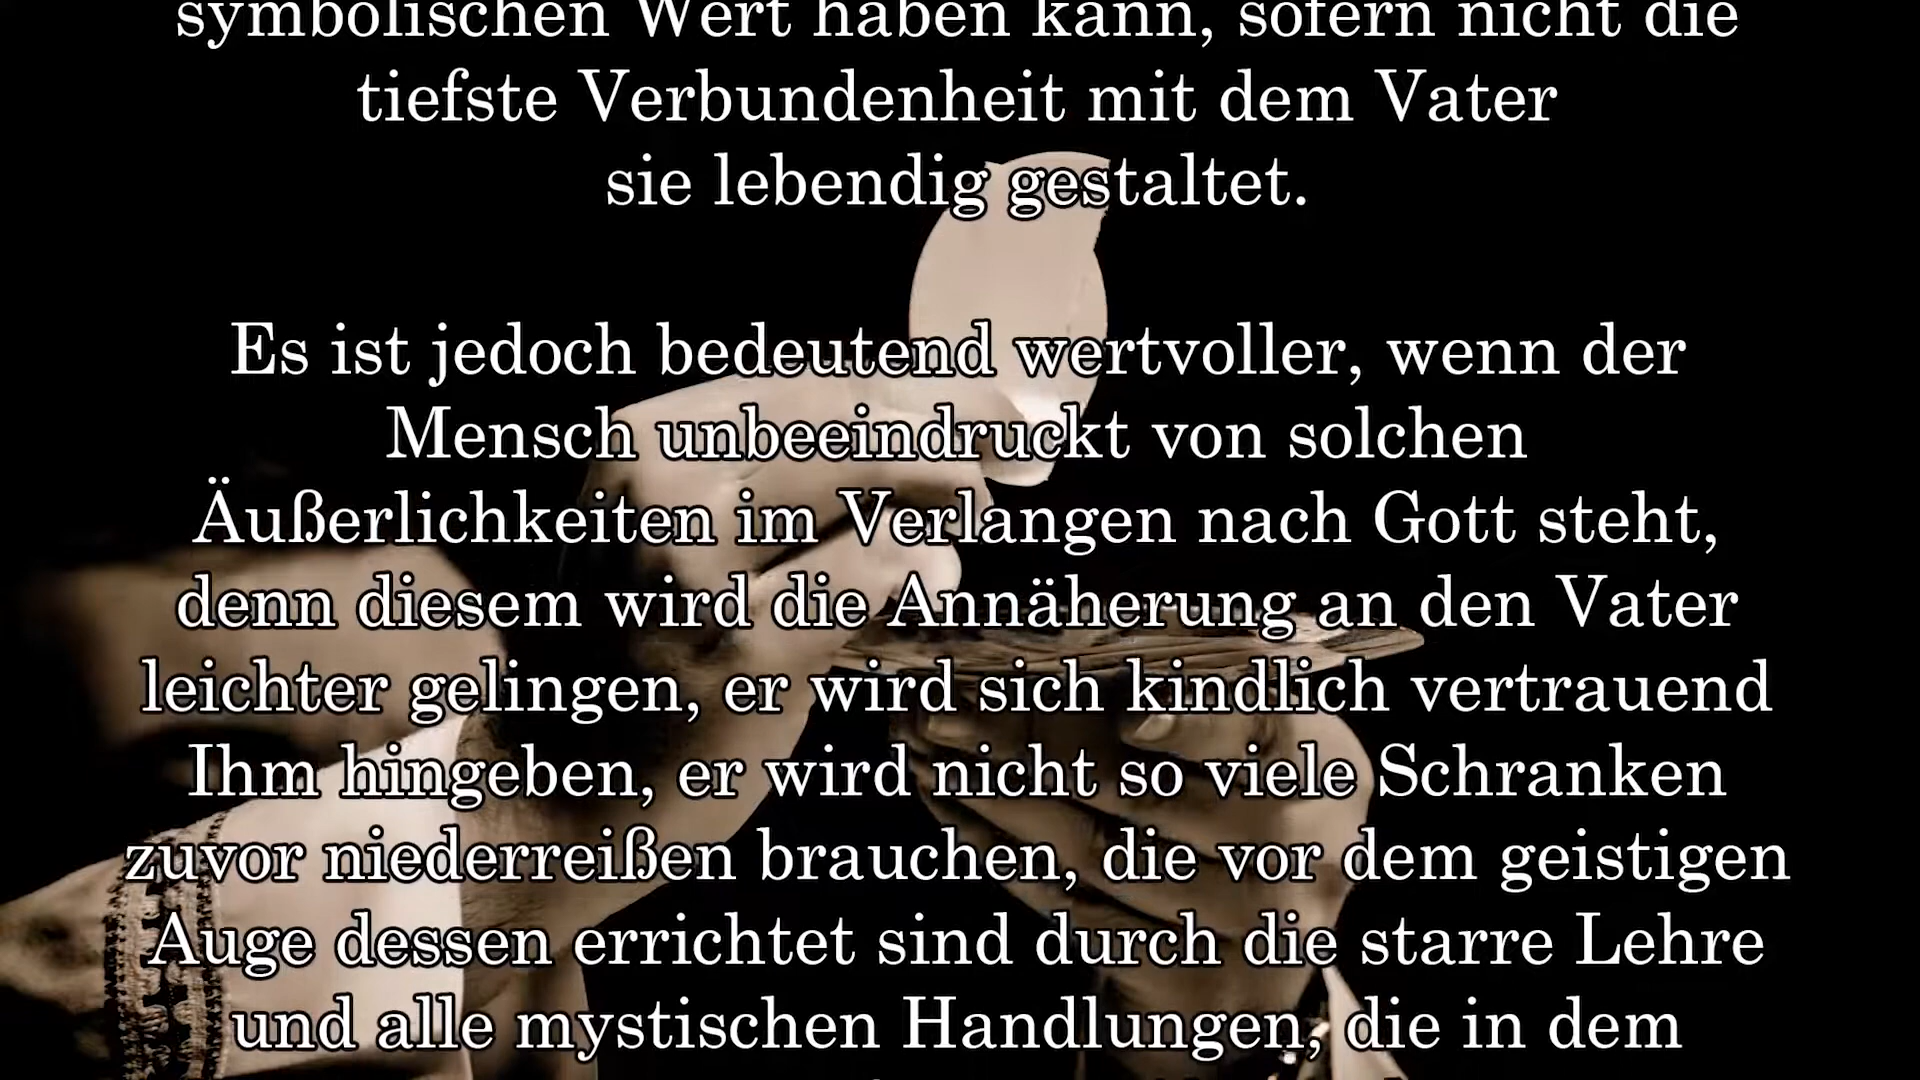 symbolischen Wert haben kann, sofern nicht die
tiefste Verbundenheit mit dem Vater
sie lebendig gestaltet.
Es ist jedoch bedeutend wertvoller, wenn der
Mensch unbeeindruckt von solchen
Äußerlichkeiten im Verlangen nach Gott steht,
denn diesem wird die Annäherung an den Vater
leichter gelingen, er wird sich kindlich vertrauend
Ihm hingeben, er wird nicht so viele Schranken
zuvor niederreißen brauchen, die vor dem geistigen
Auge dessen errichtet sind durch die starre Lehre
und alle mystischen Handlungen, die in dem